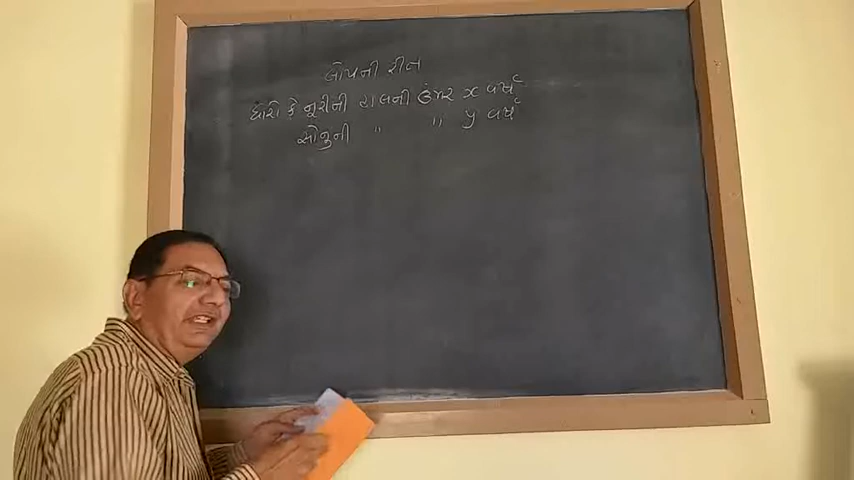 લોપની રીત
ધારો કે નૂરીની હાલની ઉંમર x વર્ષ
સોનુની " " y વર્ષ